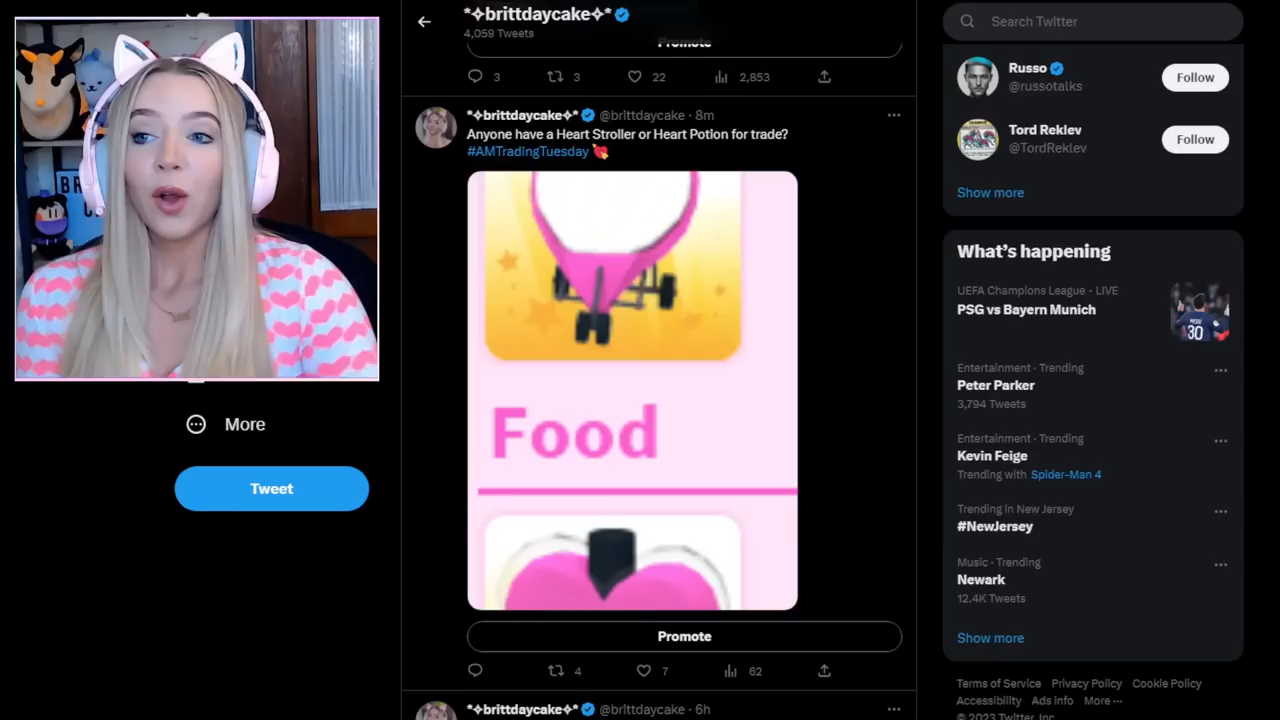 *✧brittdaycake✧*
4,059 Tweets
Promote
3
3
22
2,853
*✧brittdaycake✧* @brittdaycake · 8m
Anyone have a Heart Stroller or Heart Potion for trade?
#AMTradingTuesday 💘
Food
Promote
4
7
62
*✧brittdaycake✧* @brittdaycake · 6h
More
Tweet
Search Twitter
Russo
@russotalks
Follow
Tord Reklev
@TordReklev
Follow
Show more
What's happening
UEFA Champions League · LIVE
PSG vs Bayern Munich
30
Entertainment · Trending
Peter Parker
3,794 Tweets
Entertainment · Trending
Kevin Feige
Trending with Spider-Man 4
Trending in New Jersey
#NewJersey
Music · Trending
Newark
12.4K Tweets
Show more
Terms of Service Privacy Policy Cookie Policy
Accessibility Ads info More ···
© 2023 Twitter, Inc.